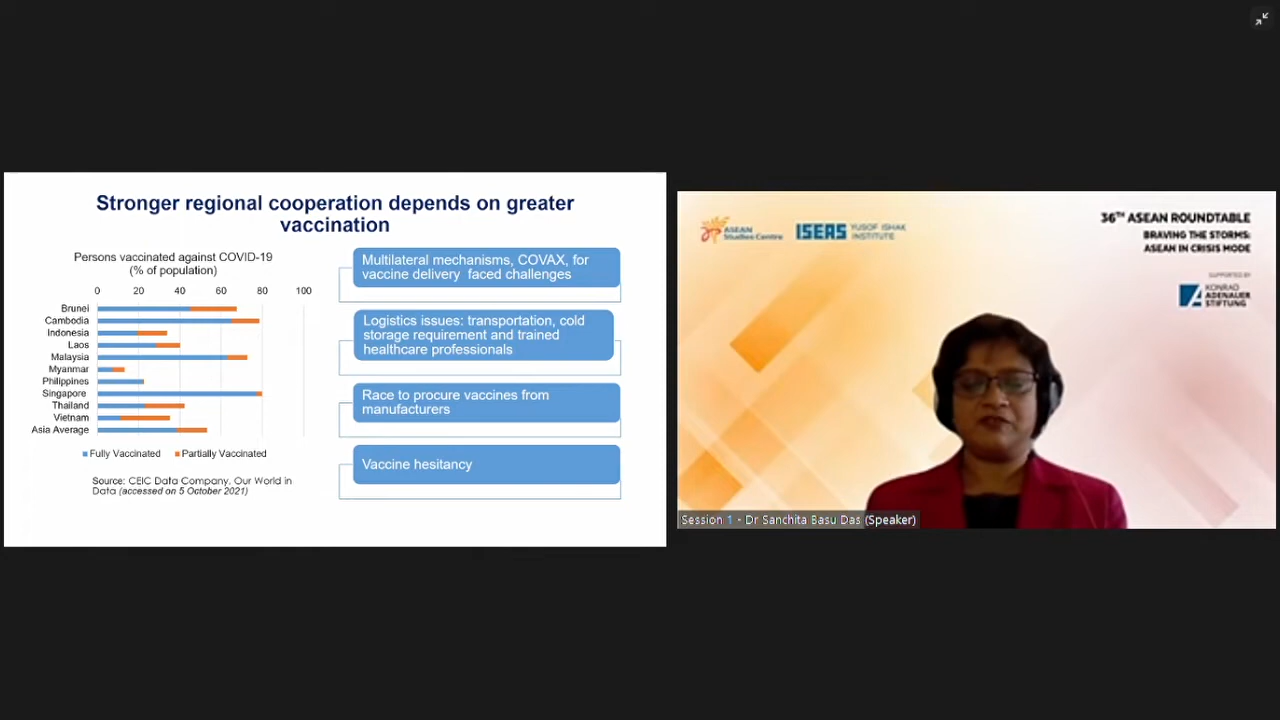 Stronger regional cooperation depends on greater
vaccination
Persons vaccinated against COVID-19
(% of population)
0 20 40 60 80 100
Brunei
Cambodia
Indonesia
Laos
Malaysia
Myanmar
Philippines
Singapore
Thailand
Vietnam
Asia Average
Fully Vaccinated Partially Vaccinated
Source: CEIC Data Company. Our World in
Data (accessed on 5 October 2021)
Multilateral mechanisms, COVAX, for
vaccine delivery faced challenges
Logistics issues: transportation, cold
storage requirement and trained
healthcare professionals
Race to procure vaccines from
manufacturers
Vaccine hesitancy
ASEAN
Studies Centre
ISEAS YUSOF ISHAK
INSTITUTE
36TH ASEAN ROUNDTABLE
BRAVING THE STORMS:
ASEAN IN CRISIS MODE
SUPPORTED BY
KONRAD
ADENAUER
STIFTUNG
Session 1 - Dr Sanchita Basu Das (Speaker)